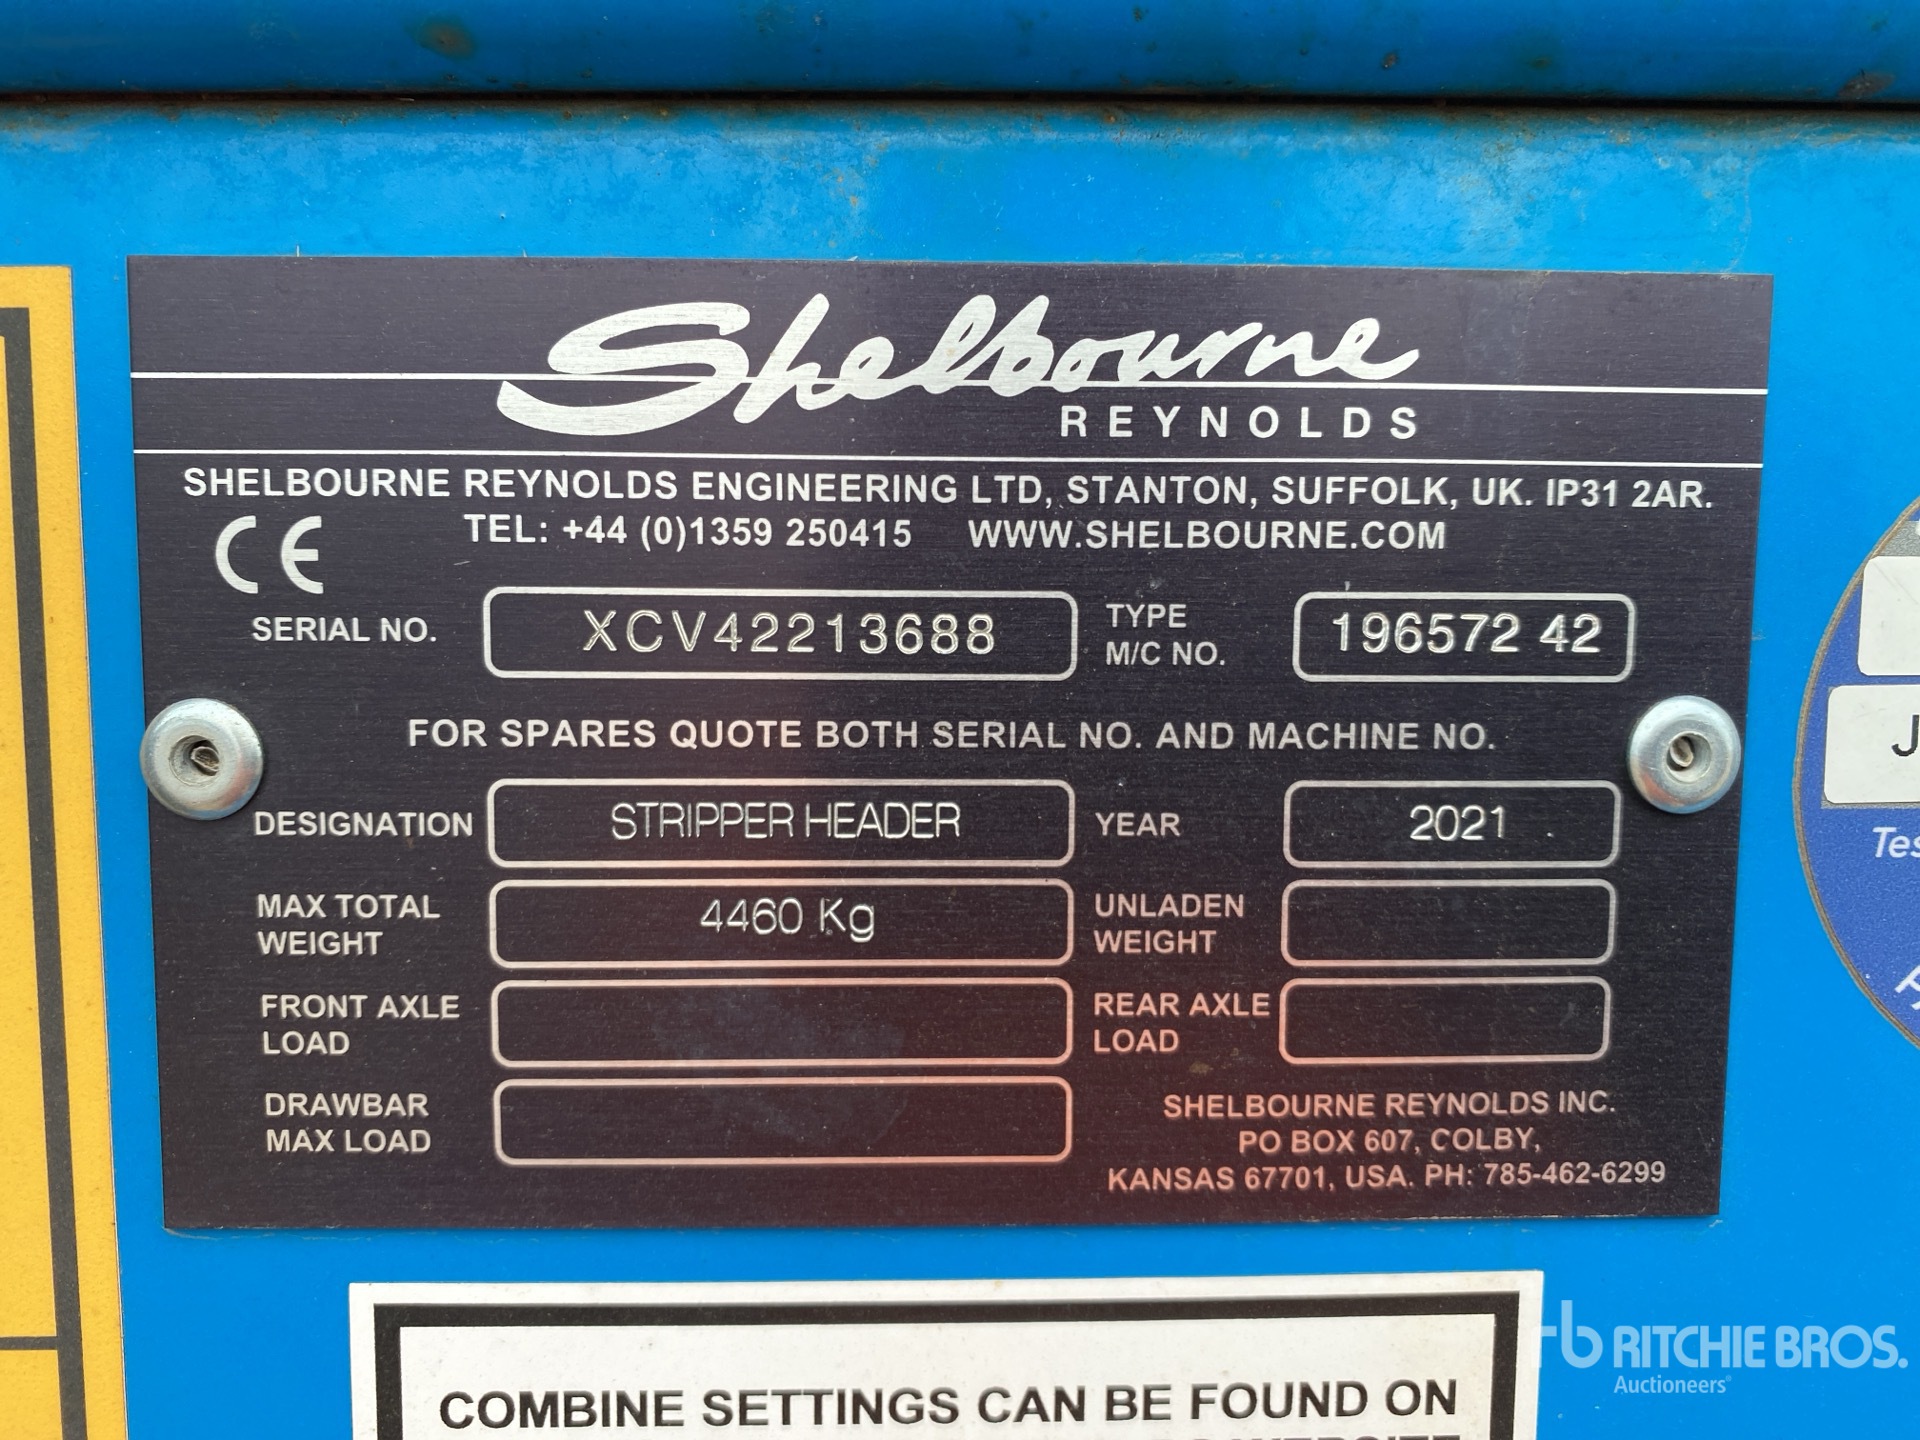 Shelbourne
REYNOLDS
SHELBOURNE REYNOLDS ENGINEERING LTD, STANTON, SUFFOLK, UK. IP31 2AR.
CE
TEL: +44 (0)1359 250415 WWW.SHELBOURNE.COM
SERIAL NO. XCV42213688
TYPE
M/C NO. 196572 42
FOR SPARES QUOTE BOTH SERIAL NO. AND MACHINE NO.
DESIGNATION STRIPPER HEADER YEAR 2021
MAX TOTAL
WEIGHT 4460 Kg
UNLADEN
WEIGHT
FRONT AXLE
LOAD
REAR AXLE
LOAD
DRAWBAR
MAX LOAD
SHELBOURNE REYNOLDS INC.
PO BOX 607, COLBY,
KANSAS 67701, USA. PH: 785-462-6299
COMBINE SETTINGS CAN BE FOUND ON
rb RITCHIE BROS.
Auctioneers